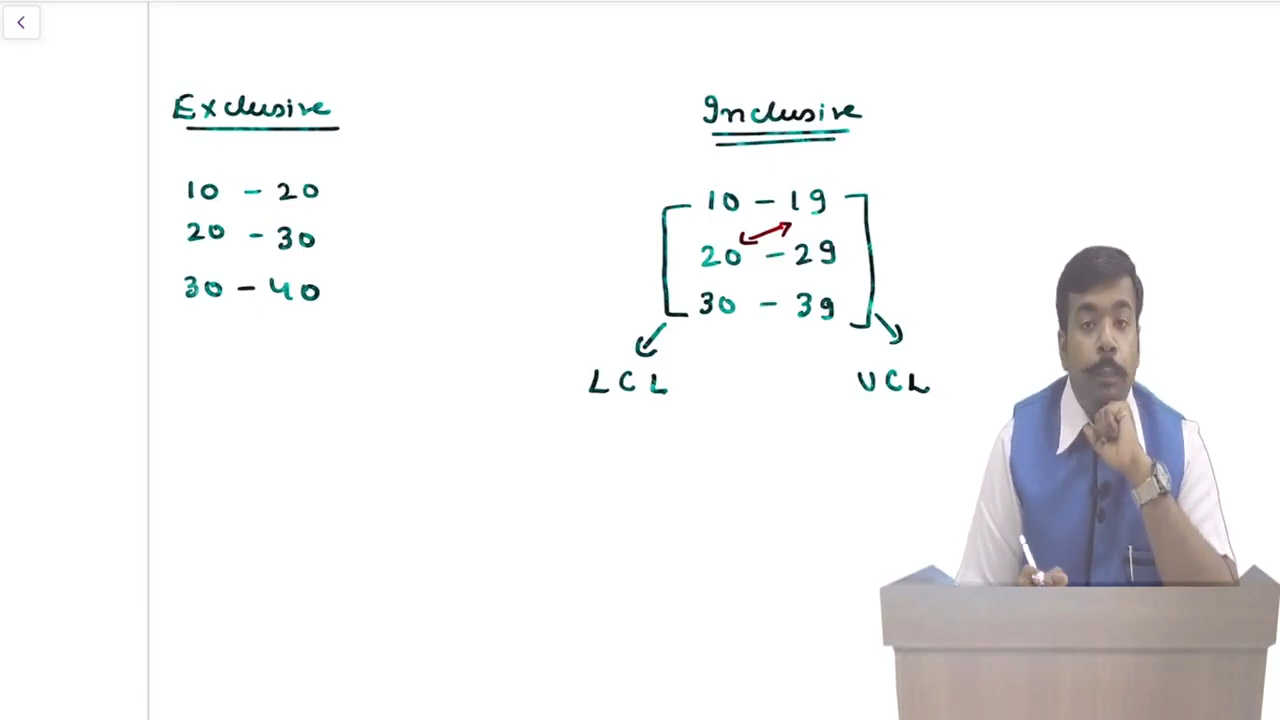 Exclusive
10 - 20
20 - 30
30 - 40
Inclusive
10 - 19
20 - 29
30 - 39
LCL
UCL